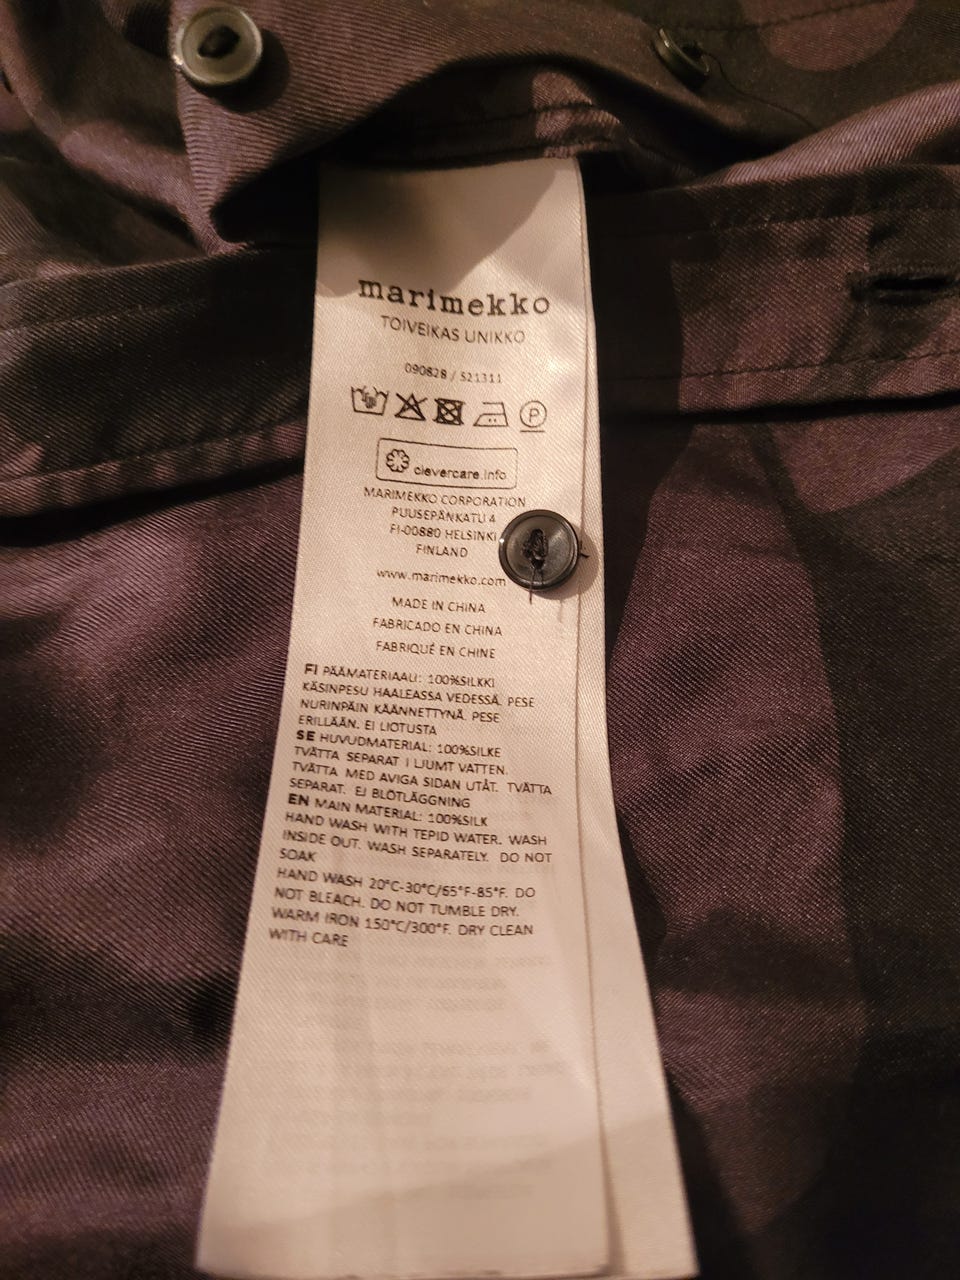 marimekko
TOIVEIKAS UNIKKO
090828 / 521311
P
clevercare.info
MARIMEKKO CORPORATION
PUUSEPÄNKATU 4
FI-00880 HELSINKI
FINLAND
www.marimekko.com
MADE IN CHINA
FABRICADO EN CHINA
FABRIQUÉ EN CHINE
FI PÄÄMATERIAALI: 100%SILKKI
KÄSINPESU HAALEASSA VEDESSÄ. PESE
NURINPÄIN KÄÄNNETTYNÄ. PESE
ERILLÄÄN. EI LIOTUSTA
SE HUVUDMATERIAL: 100%SILKE
TVÄTTA SEPARAT I LJUMT VATTEN.
TVÄTTA MED AVIGA SIDAN UTÅT. TVÄTTA
SEPARAT. EJ BLÖTLÄGGNING
EN MAIN MATERIAL: 100%SILK
HAND WASH WITH TEPID WATER. WASH
INSIDE OUT. WASH SEPARATELY. DO NOT
SOAK
HAND WASH 20°C-30°C/65°F-85°F. DO
NOT BLEACH. DO NOT TUMBLE DRY.
WARM IRON 150°C/300°F. DRY CLEAN
WITH CARE